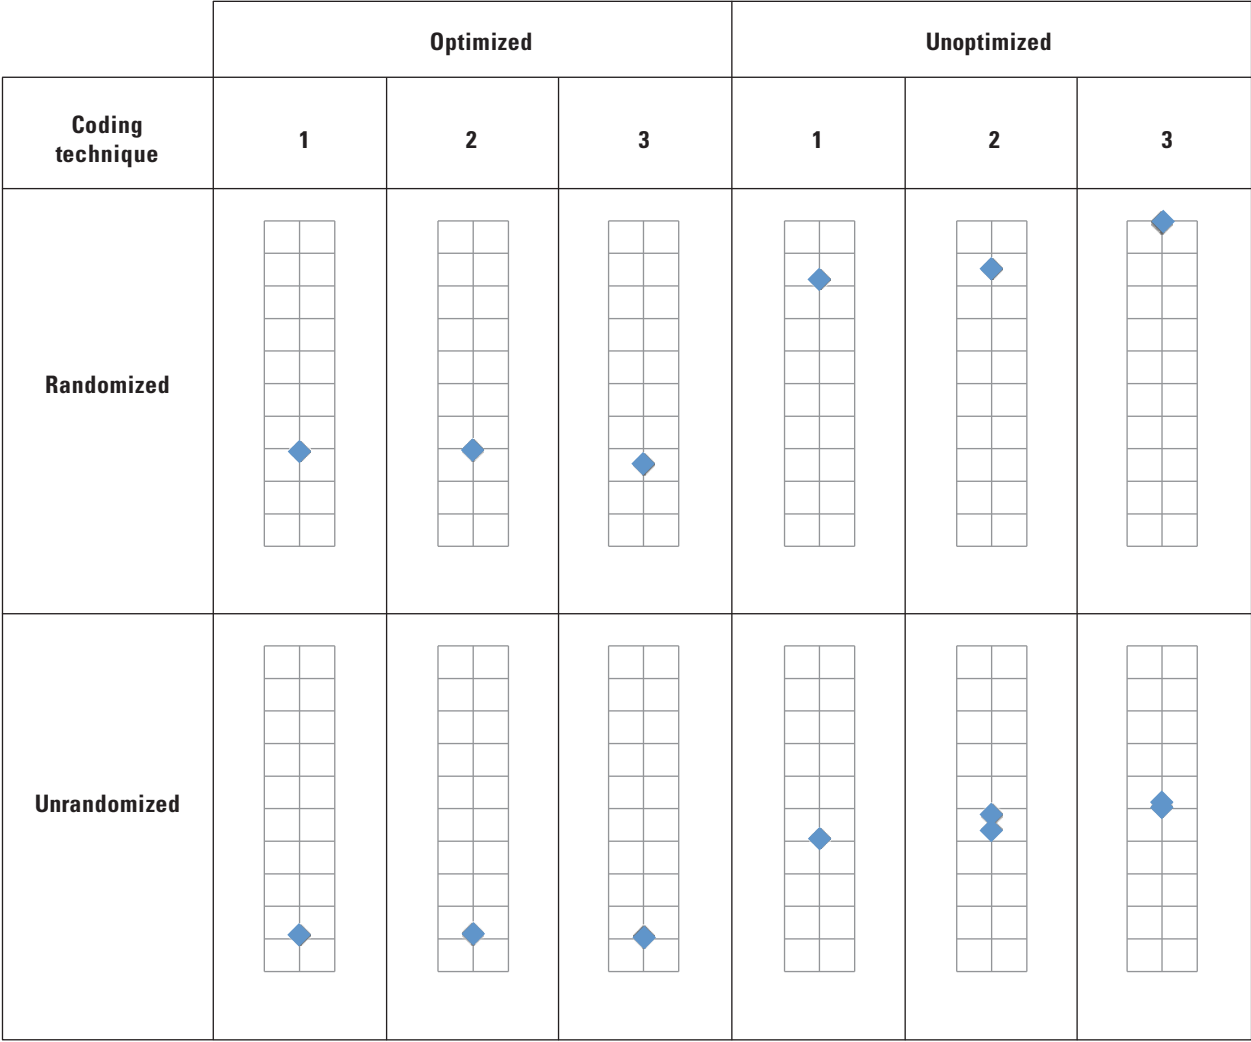 Optimized Unoptimized
Coding
technique
1 2 3 1 2 3
Randomized
Unrandomized